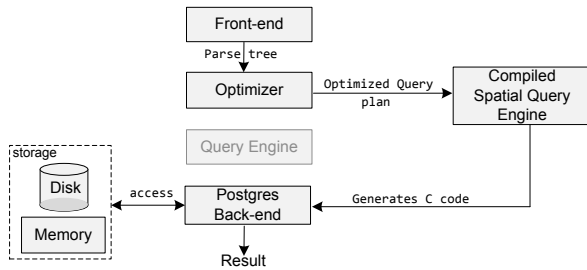 Front-end
Parse tree
Optimizer
Optimized Query
plan
Compiled
Spatial Query
Engine
Query Engine
storage
Disk
Memory
access
Postgres
Back-end
Generates C code
Result